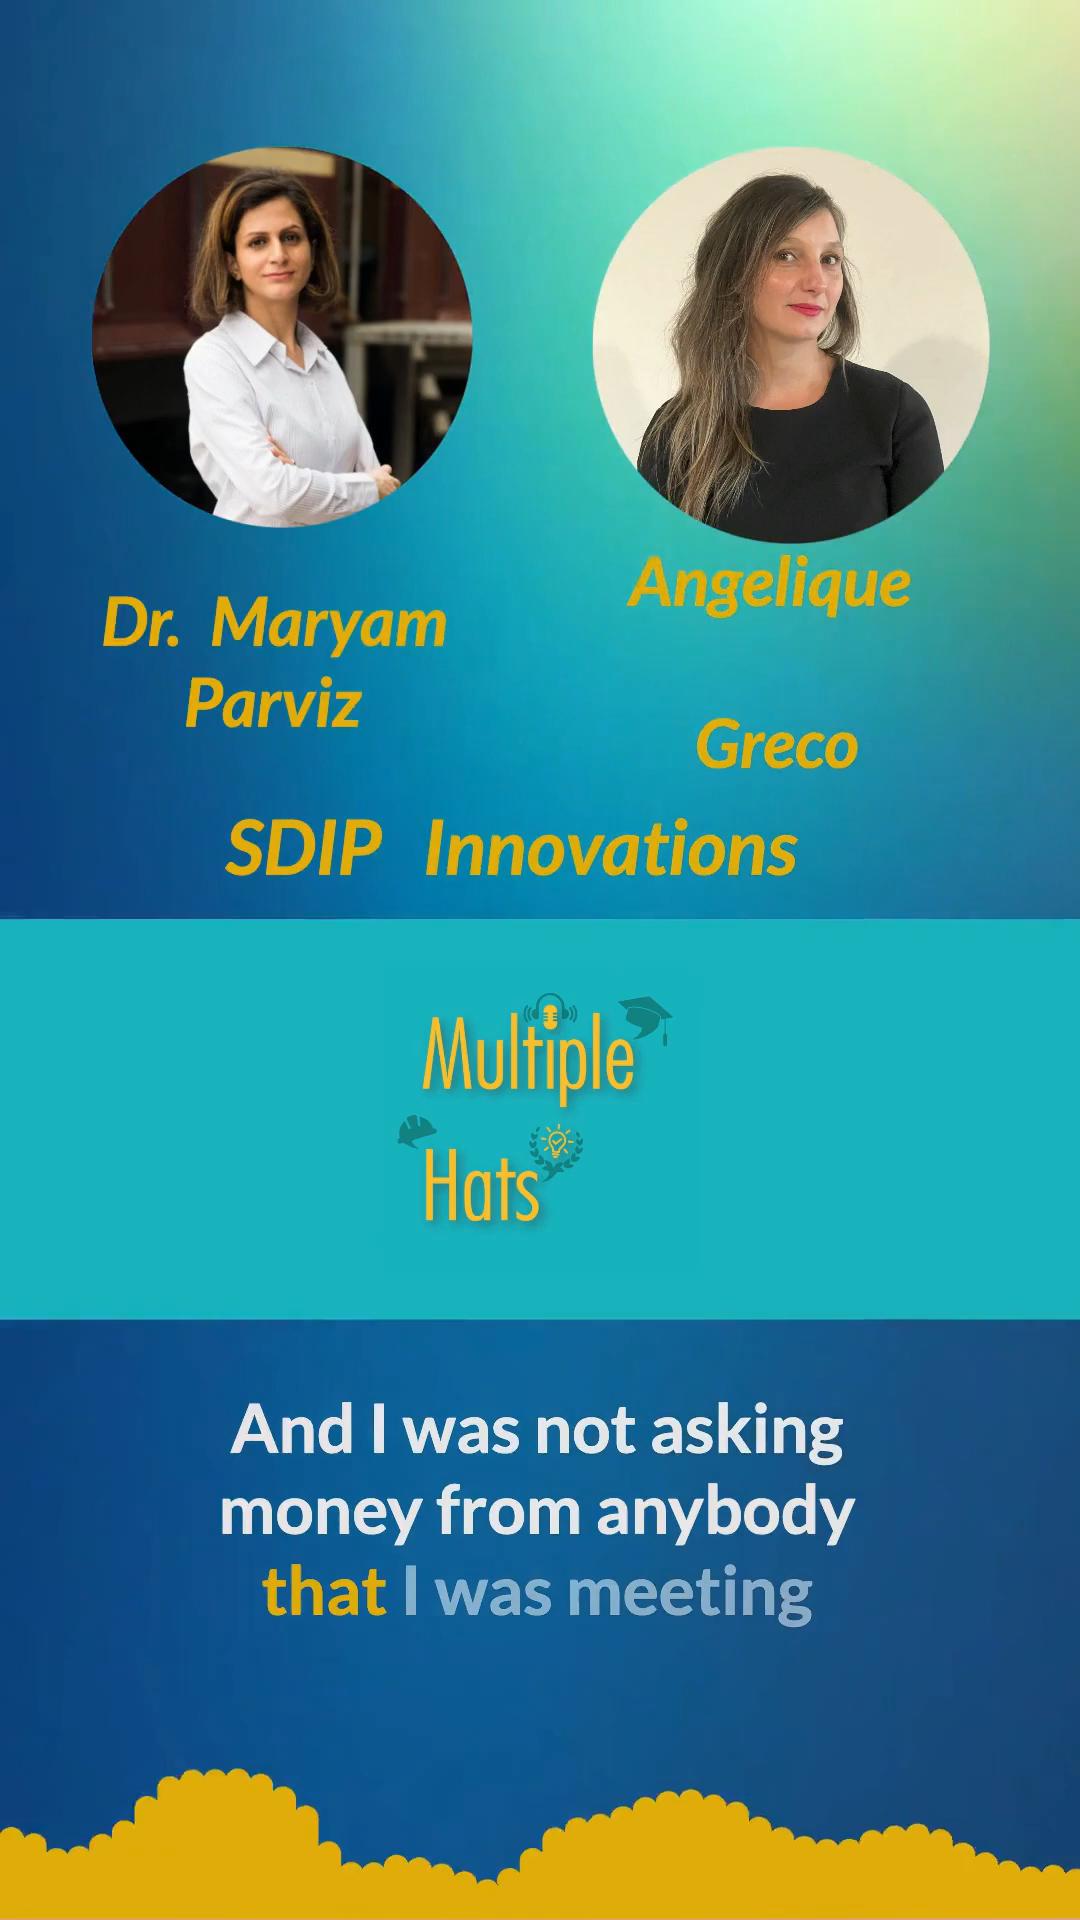 Dr. Maryam
Parviz
Angelique
Greco
SDIP Innovations
Multiple
Hats
And I was not asking
money from anybody
that I was meeting